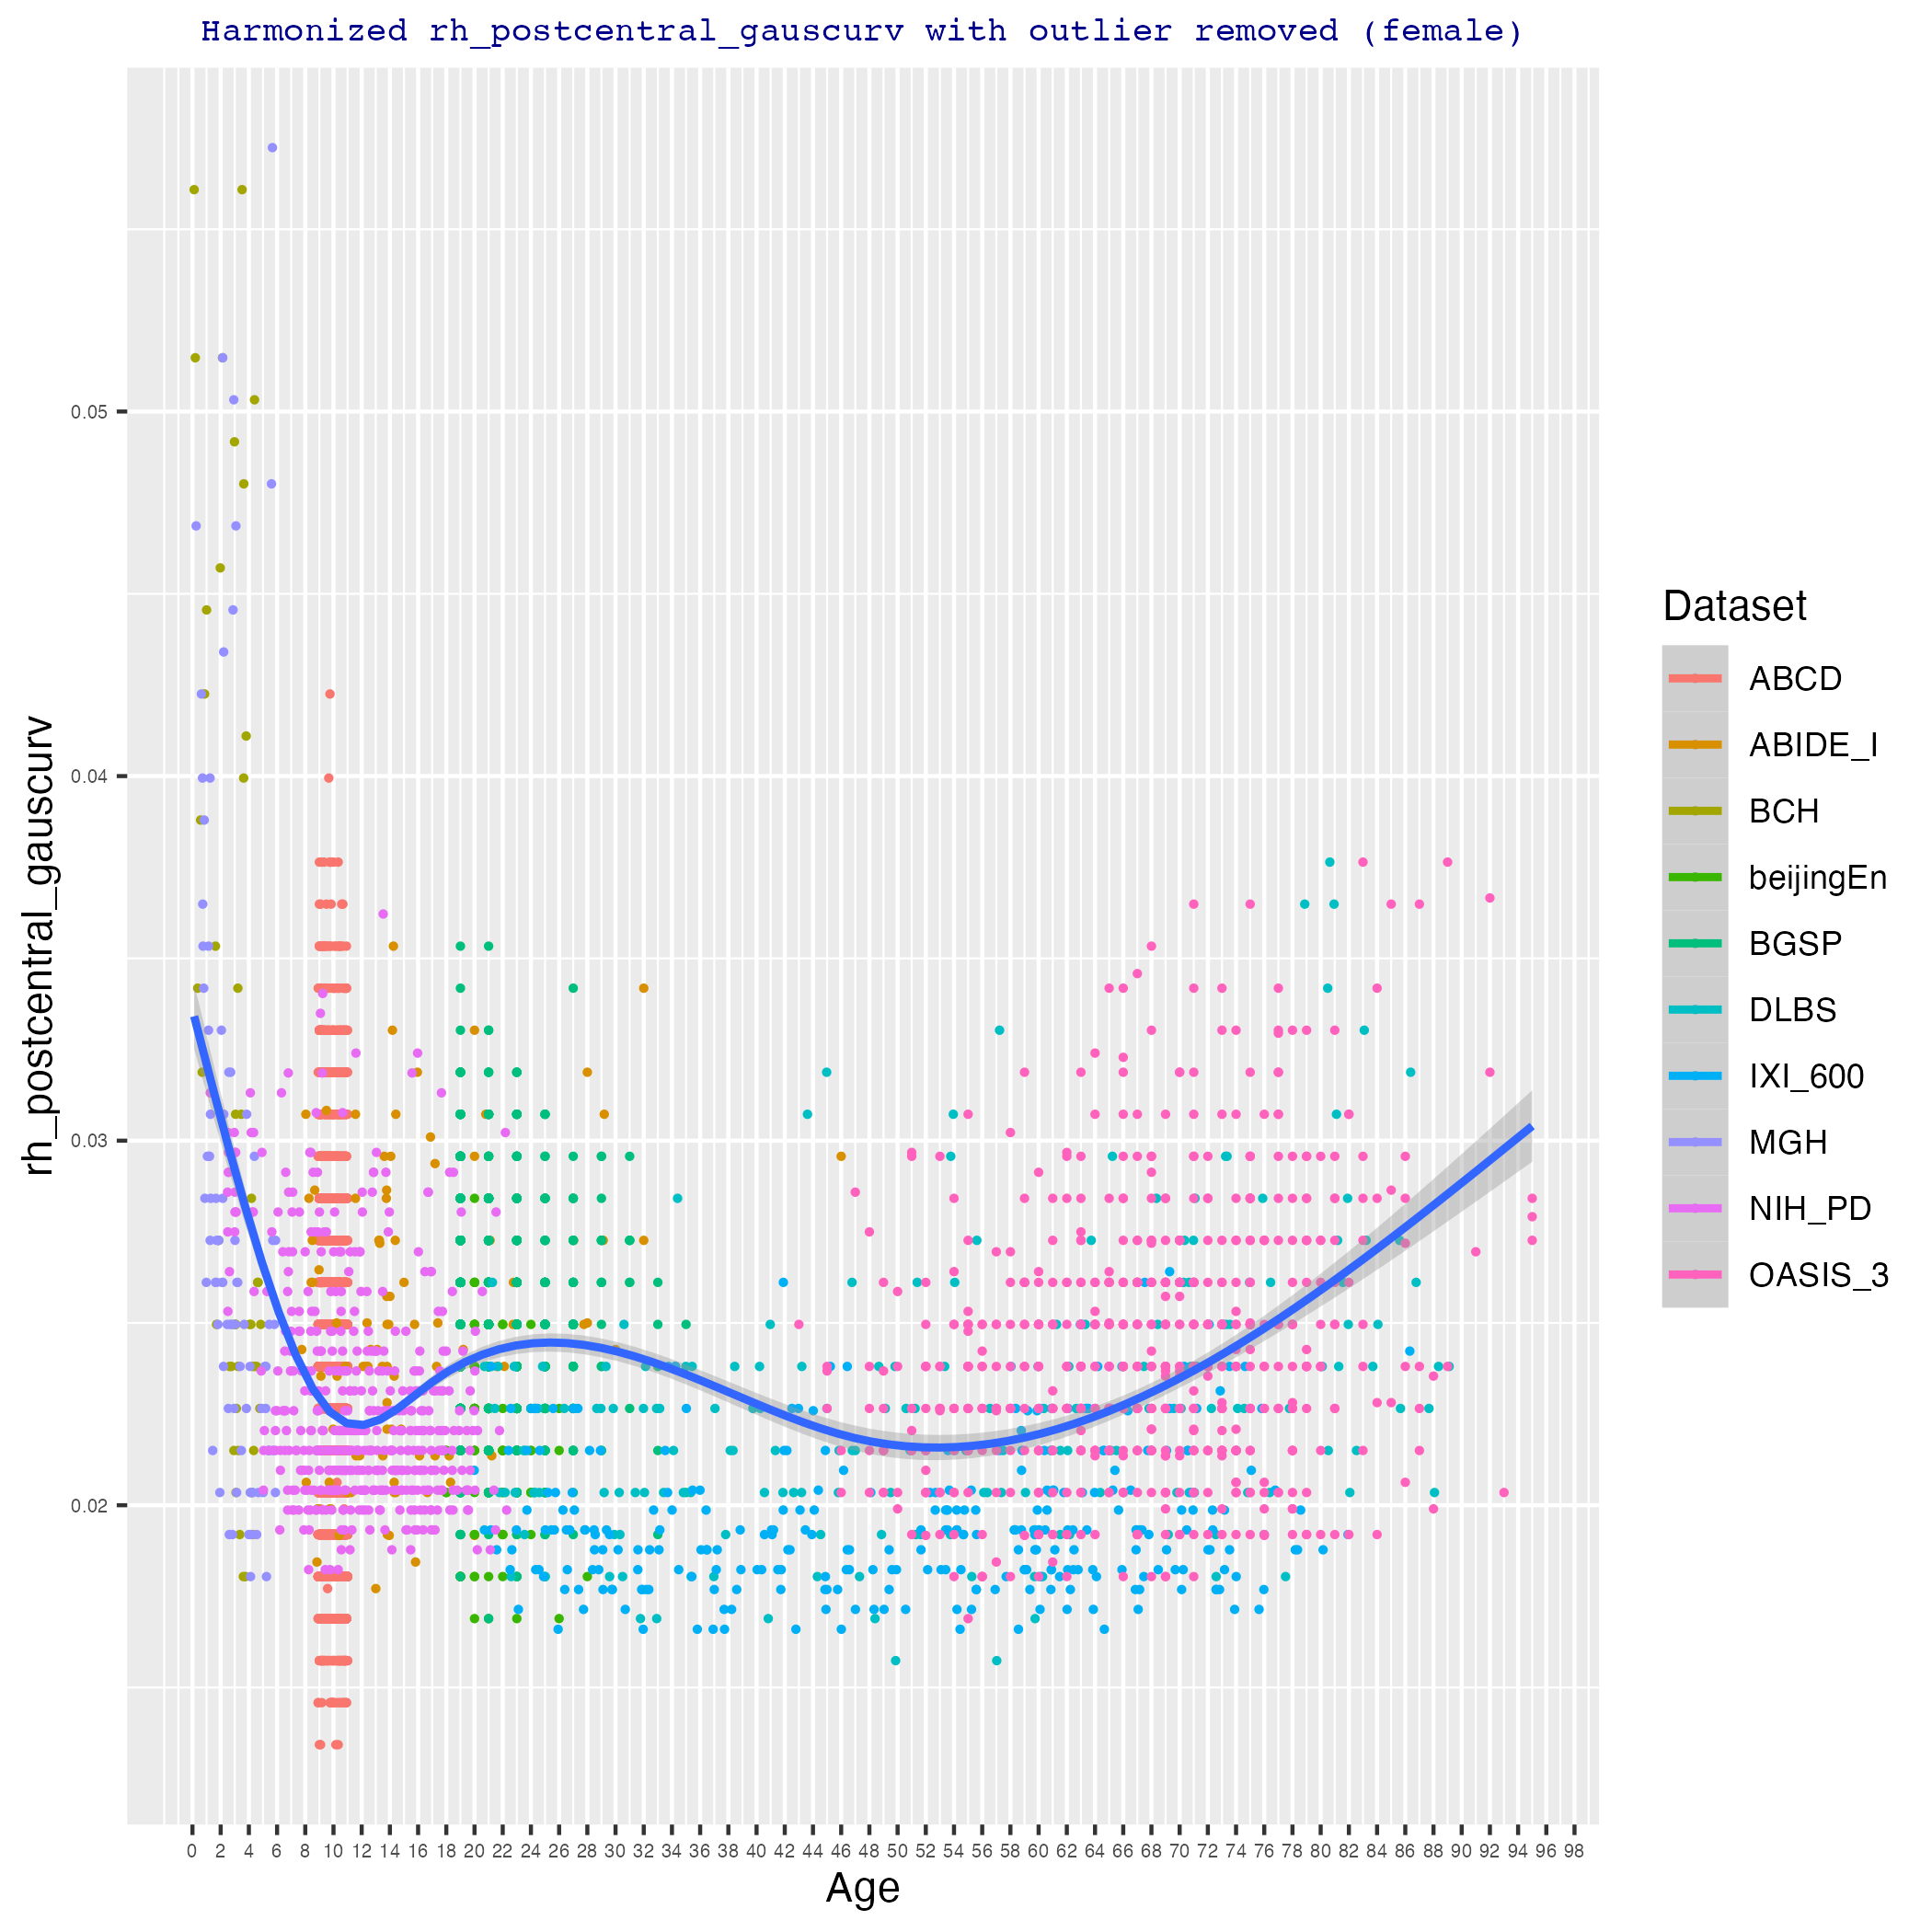 Harmonized rh_postcentral_gauscurv with outlier removed (female)
rh_postcentral_gauscurv
0.05
0.04
0.03
0.02
0 2 4 6 8 10 12 14 16 18 20 22 24 26 28 30 32 34 36 38 40 42 44 46 48 50 52 54 56 58 60 62 64 66 68 70 72 74 76 78 80 82 84 86 88 90 92 94 96 98
Age
Dataset
ABCD
ABIDE_I
BCH
beijingEn
BGSP
DLBS
IXI_600
MGH
NIH_PD
OASIS_3